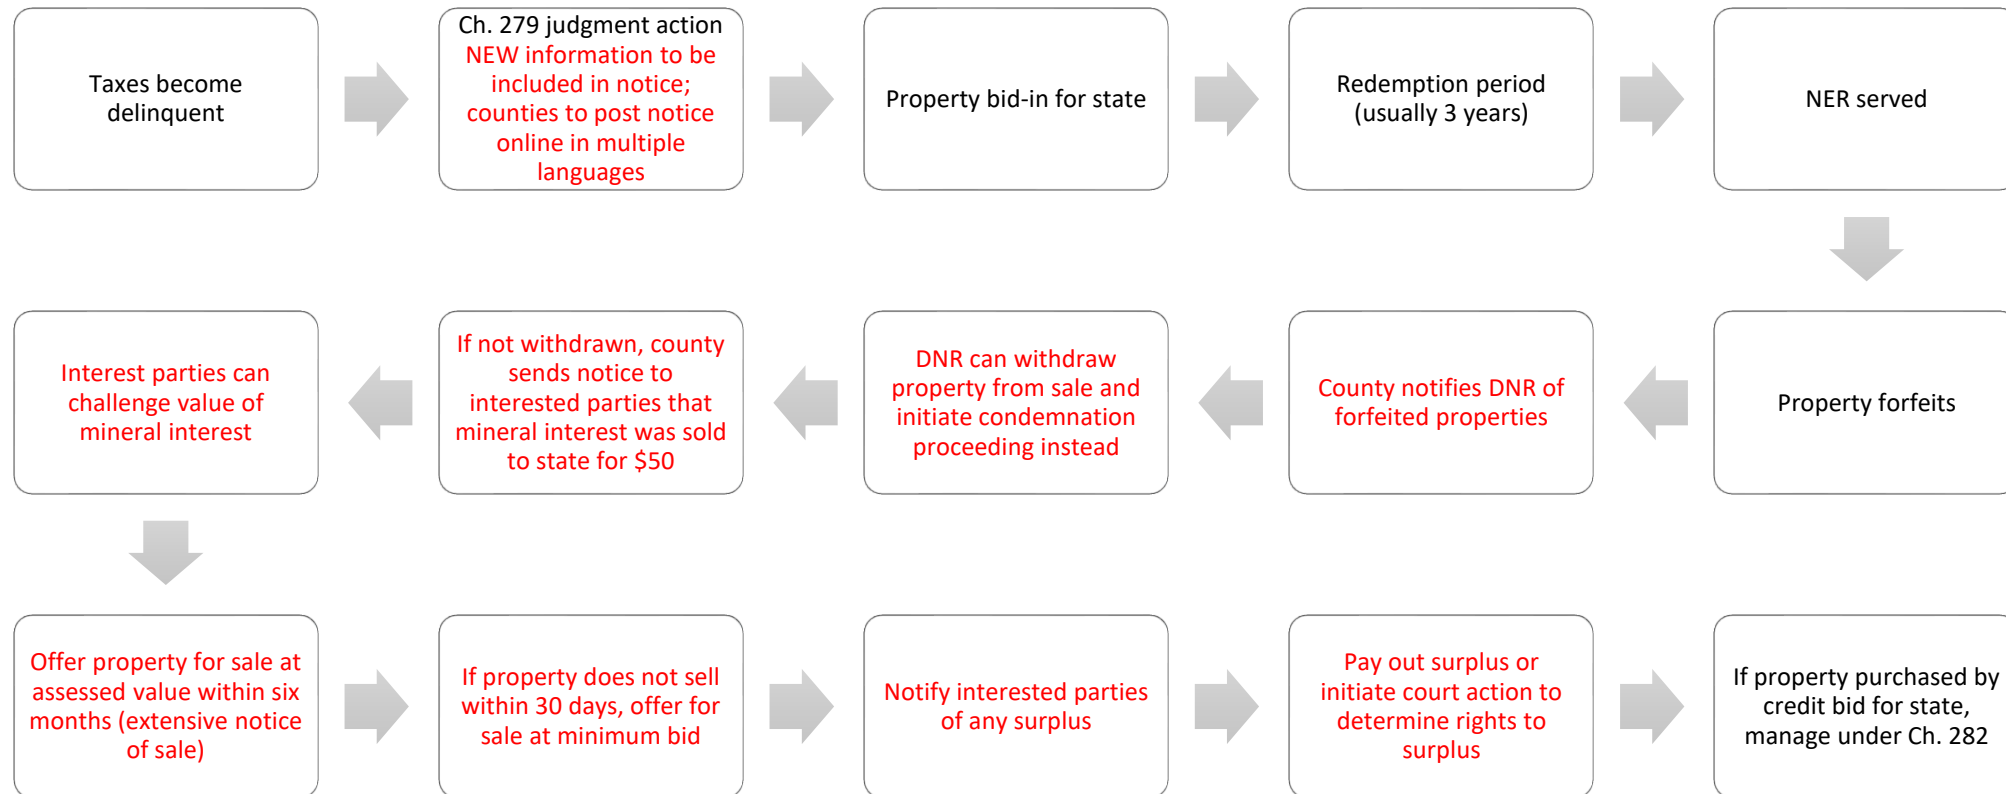 Taxes become
delinquent
Ch. 279 judgment action
NEW information to be
included in notice;
counties to post notice
online in multiple
languages
Property bid-in for state
Redemption period
(usually 3 years)
NER served
Property forfeits
County notifies DNR of
forfeited properties
DNR can withdraw
property from sale and
initiate condemnation
proceeding instead
If not withdrawn, county
sends notice to
interested parties that
mineral interest was sold
to state for $50
Interest parties can
challenge value of
mineral interest
Offer property for sale at
assessed value within six
months (extensive notice
of sale)
If property does not sell
within 30 days, offer for
sale at minimum bid
Notify interested parties
of any surplus
Pay out surplus or
initiate court action to
determine rights to
surplus
If property purchased by
credit bid for state,
manage under Ch. 282